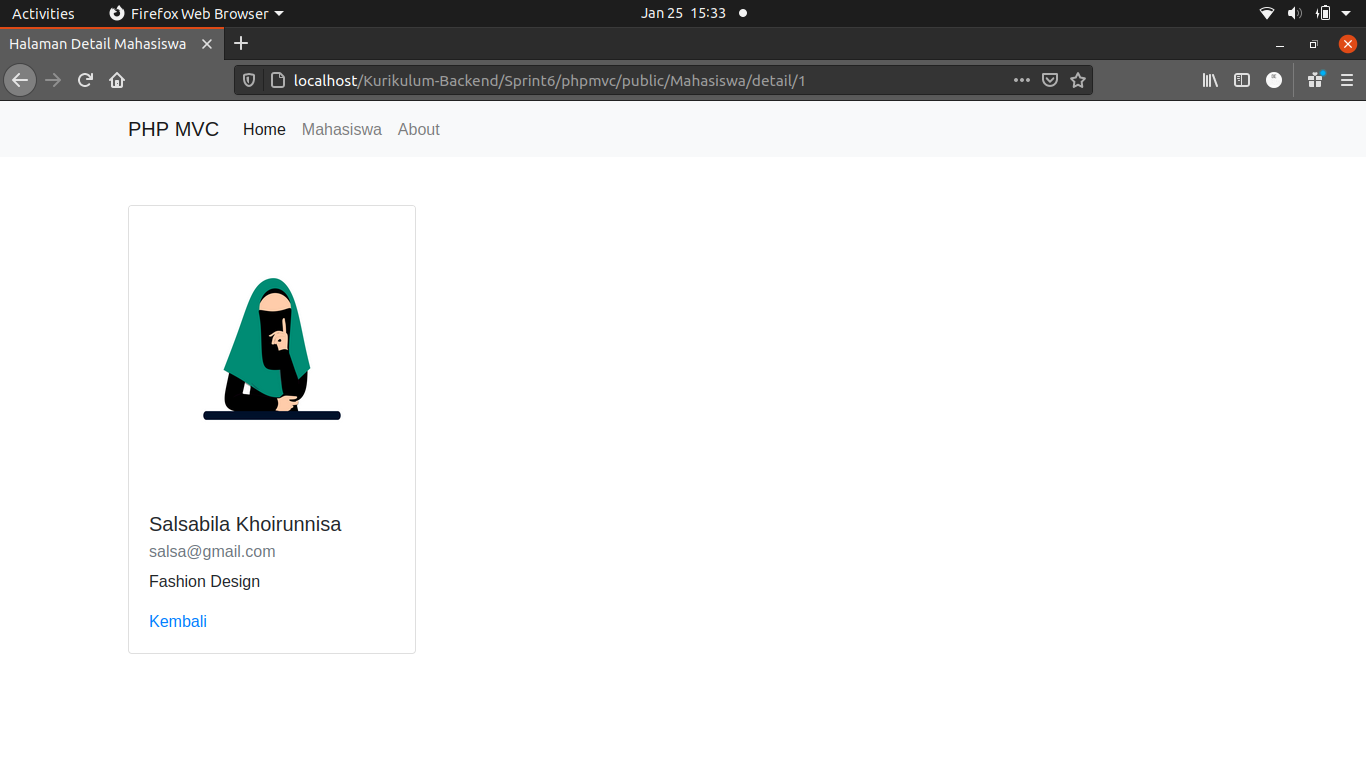 Activities Firefox Web Browser Jan 25 15:33
Halaman Detail Mahasiswa
localhost/Kurikulum-Backend/Sprint6/phpmvc/public/Mahasiswa/detail/1
PHP MVC Home Mahasiswa About
Salsabila Khoirunnisa
salsa@gmail.com
Fashion Design
Kembali